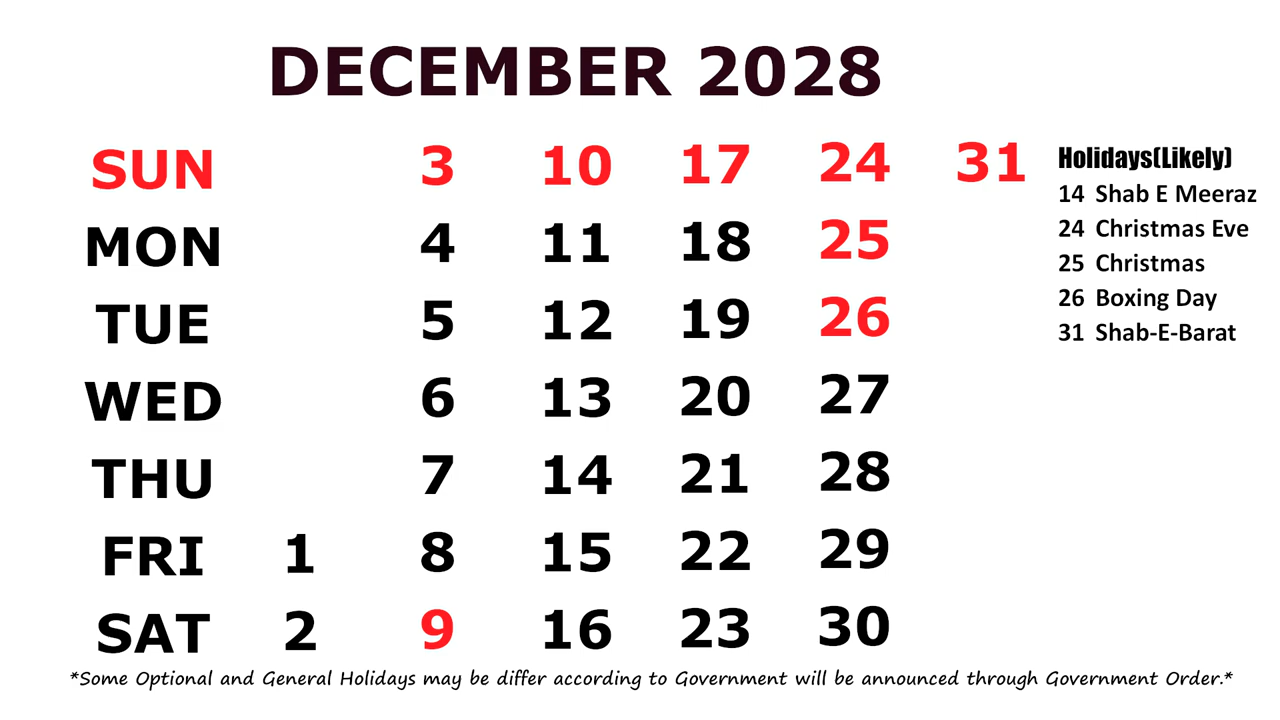 DECEMBER 2028
SUN 3 10 17 24 31
MON 4 11 18 25
TUE 5 12 19 26
WED 6 13 20 27
THU 7 14 21 28
FRI 1 8 15 22 29
SAT 2 9 16 23 30
Holidays(Likely)
14 Shab E Meeraz
24 Christmas Eve
25 Christmas
26 Boxing Day
31 Shab-E-Barat
*Some Optional and General Holidays may be differ according to Government will be announced through Government Order.*